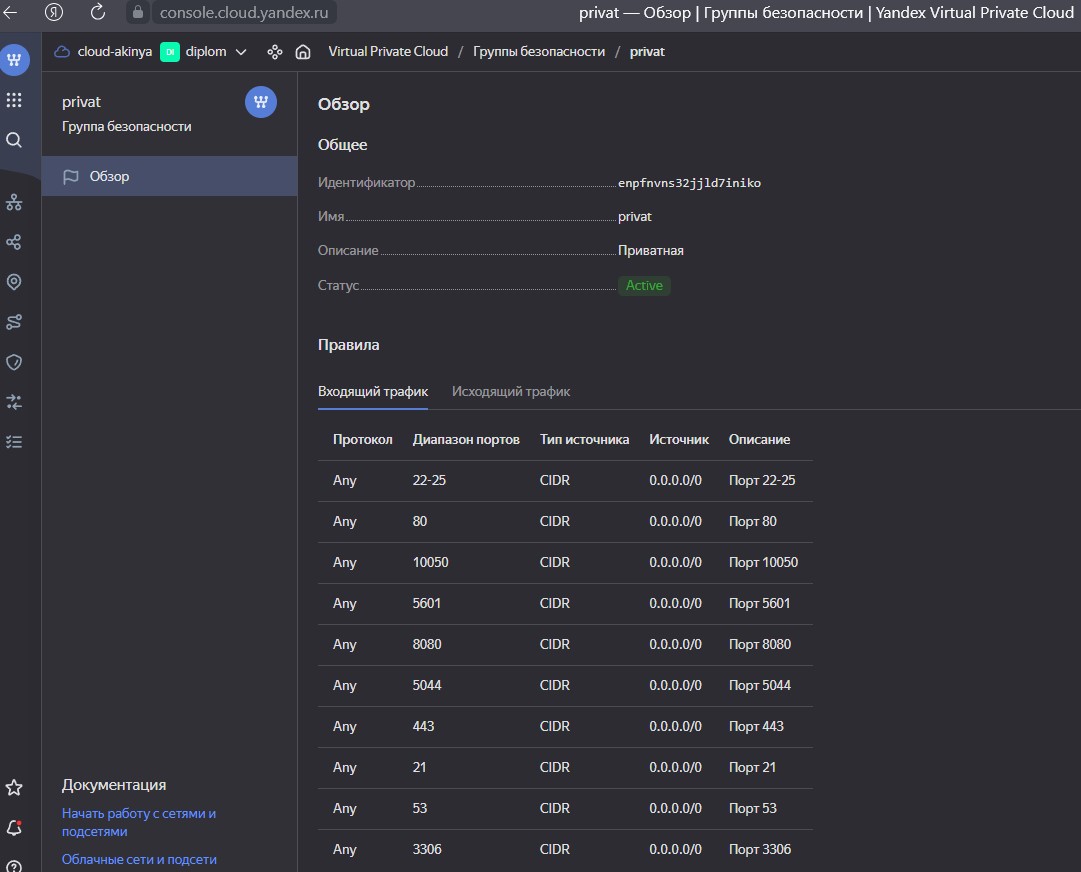 console.cloud.yandex.ru
privat — Обзор | Группы безопасности | Yandex Virtual Private Cloud
cloud-akinya DI diplom Virtual Private Cloud / Группы безопасности / privat
privat
Группа безопасности
Обзор
Документация
Начать работу с сетями и
подсетями
Облачные сети и подсети
Обзор
Общее
Идентификатор enpfnvns32jjld7iniko
Имя privat
Описание Приватная
Статус Active
Правила
Входящий трафик Исходящий трафик
Протокол Диапазон портов Тип источника Источник Описание
Any 22-25 CIDR 0.0.0.0/0 Порт 22-25
Any 80 CIDR 0.0.0.0/0 Порт 80
Any 10050 CIDR 0.0.0.0/0 Порт 10050
Any 5601 CIDR 0.0.0.0/0 Порт 5601
Any 8080 CIDR 0.0.0.0/0 Порт 8080
Any 5044 CIDR 0.0.0.0/0 Порт 5044
Any 443 CIDR 0.0.0.0/0 Порт 443
Any 21 CIDR 0.0.0.0/0 Порт 21
Any 53 CIDR 0.0.0.0/0 Порт 53
Any 3306 CIDR 0.0.0.0/0 Порт 3306